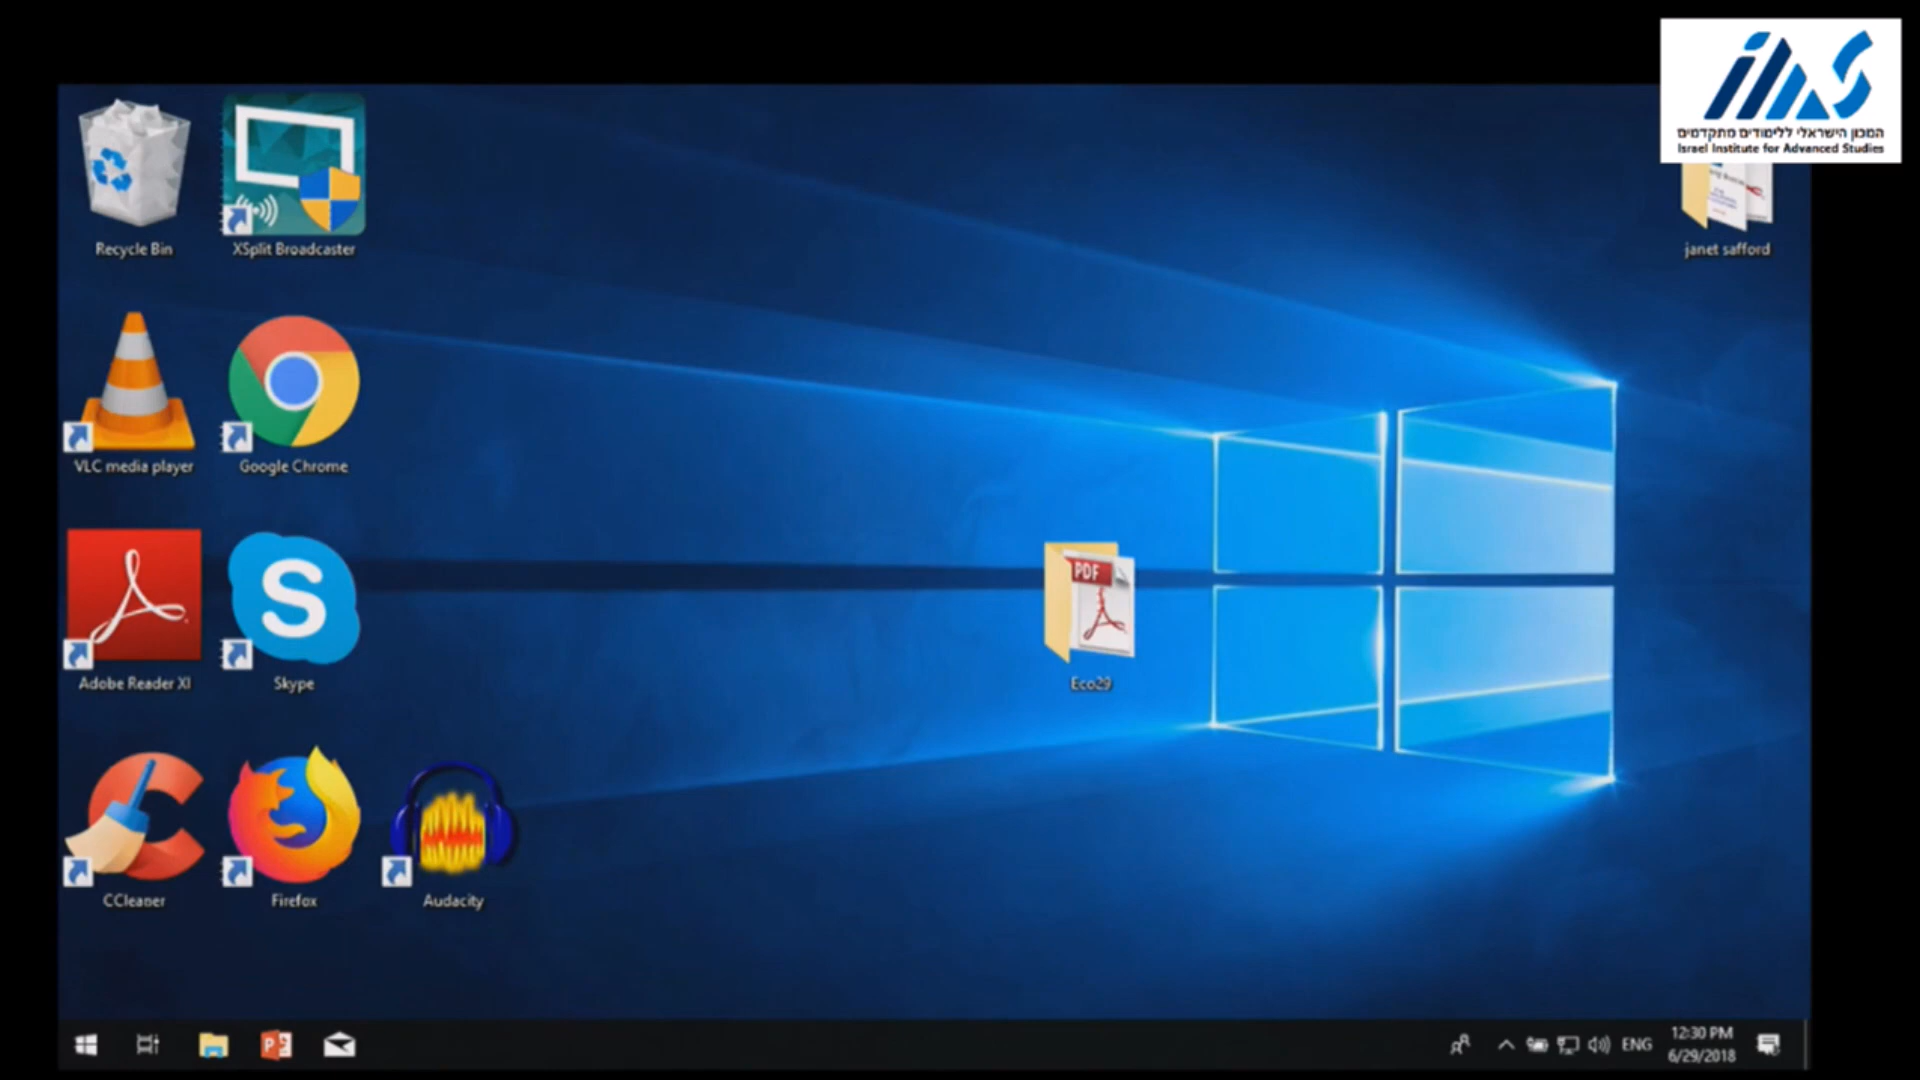 המכון הישראלי ללימודים מתקדמים
Israel Institute for Advanced Studies
Recycle Bin
XSplit Broadcaster
janet safford
VLC media player
Google Chrome
PDF
Adobe Reader XI
S
Skype
Eco29
CCleaner
Firefox
Audacity
P
ENG
12:30 PM
6/29/2018